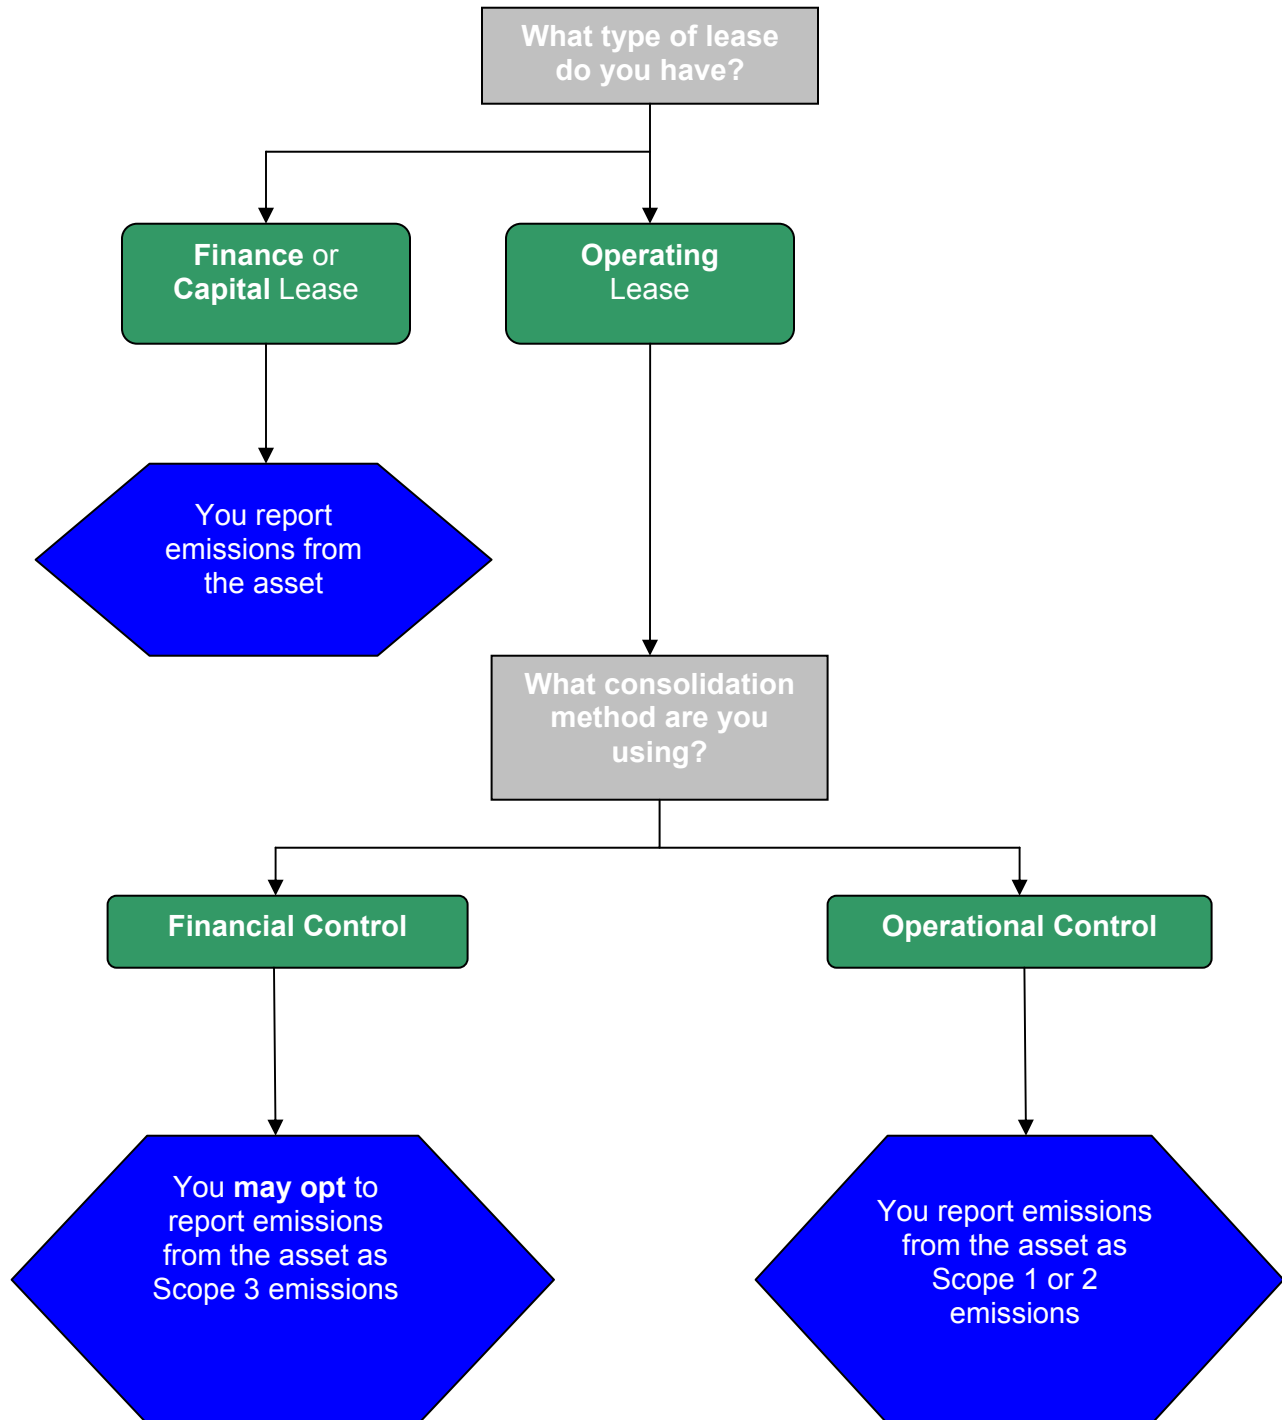 What type of lease
do you have?
Finance or
Capital Lease
Operating
Lease
You report
emissions from
the asset
What consolidation
method are you
using?
Financial Control
Operational Control
You may opt to
report emissions
from the asset as
Scope 3 emissions
You report emissions
from the asset as
Scope 1 or 2
emissions